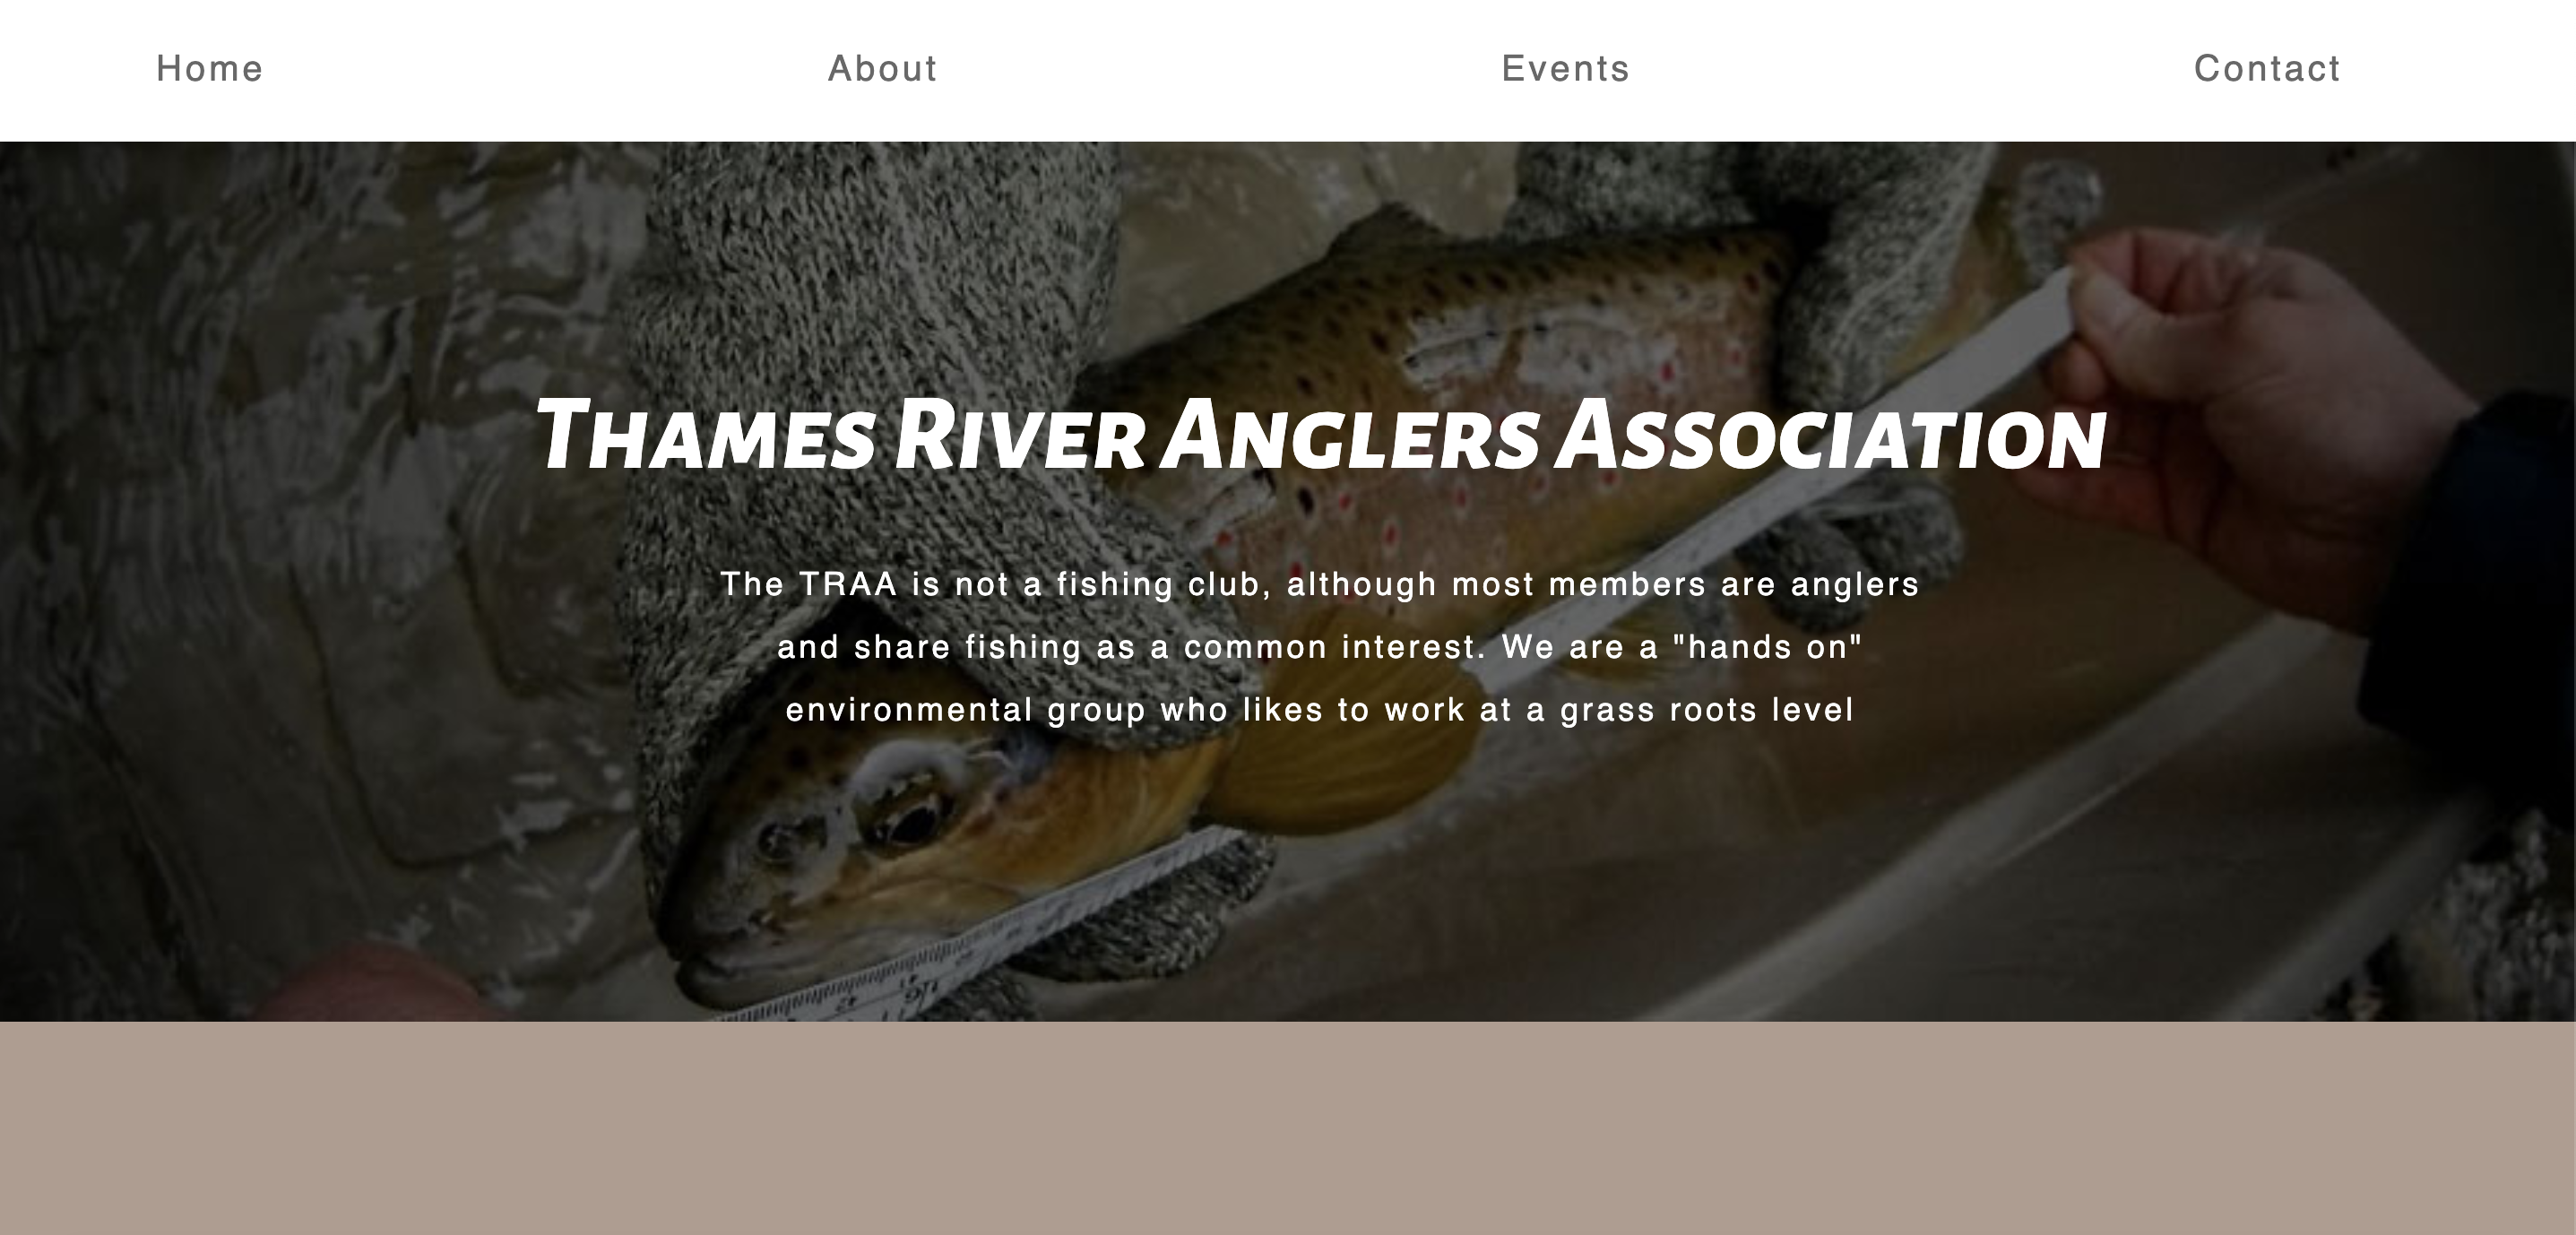 Home About Events Contact
Thames River Anglers Association
The TRAA is not a fishing club, although most members are anglers
and share fishing as a common interest. We are a "hands on"
environmental group who likes to work at a grass roots level